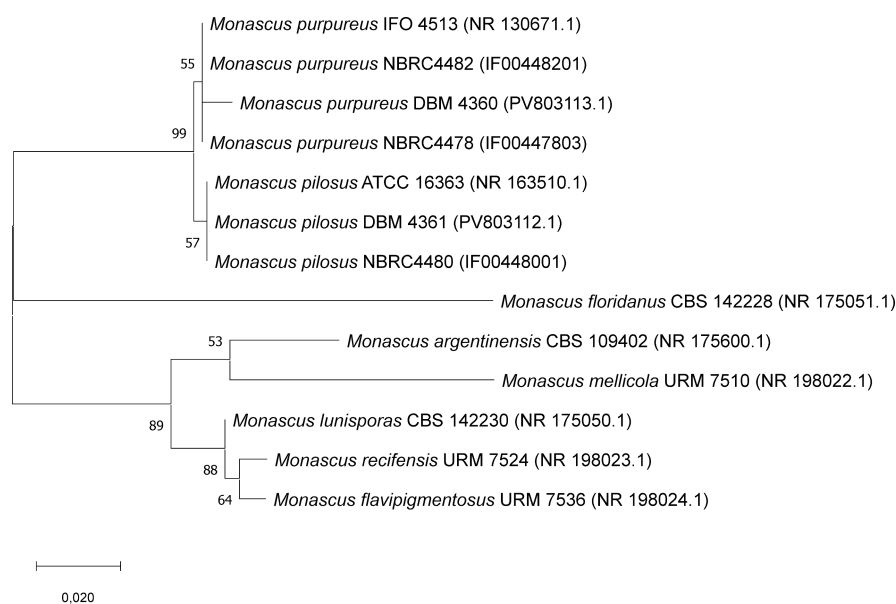 Monascus purpureus IFO 4513 (NR 130671.1)
55
Monascus purpureus NBRC4482 (IF00448201)
Monascus purpureus DBM 4360 (PV803113.1)
99
Monascus purpureus NBRC4478 (IF00447803)
Monascus pilosus ATCC 16363 (NR 163510.1)
Monascus pilosus DBM 4361 (PV803112.1)
57
Monascus pilosus NBRC4480 (IF00448001)
Monascus floridanus CBS 142228 (NR 175051.1)
53
Monascus argentinensis CBS 109402 (NR 175600.1)
Monascus mellicola URM 7510 (NR 198022.1)
89
Monascus lunisporas CBS 142230 (NR 175050.1)
88
Monascus recifensis URM 7524 (NR 198023.1)
64
Monascus flavipigmentosus URM 7536 (NR 198024.1)
0,020